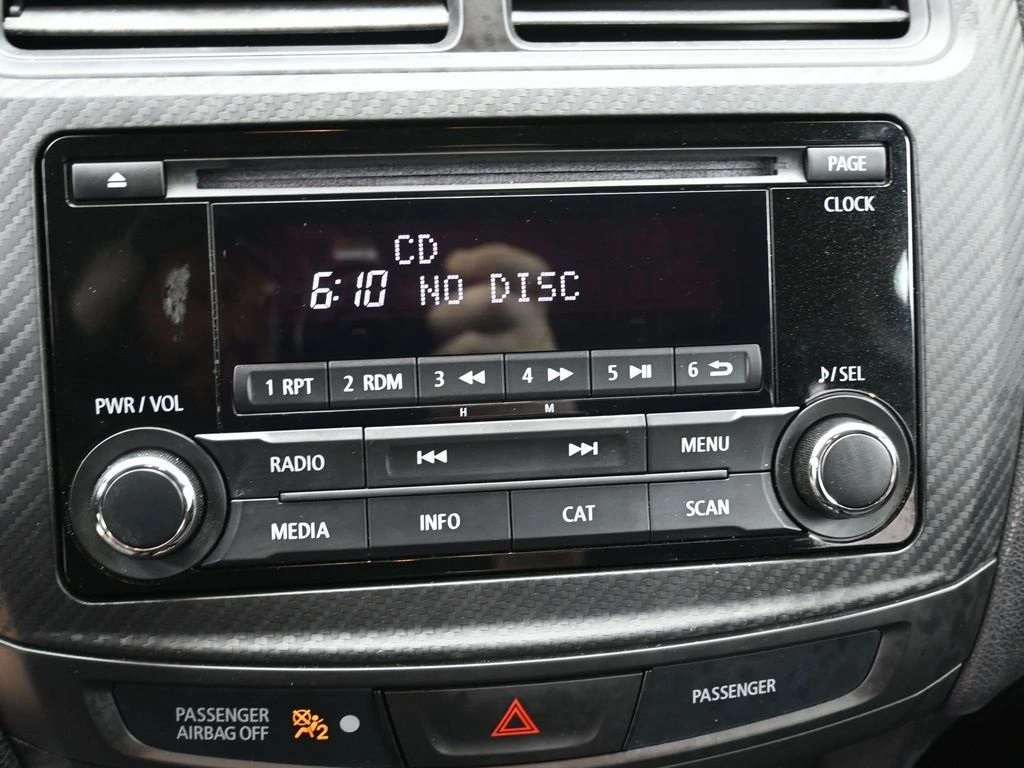 PAGE
CLOCK
CD
6:10 NO DISC
1 RPT 2 RDM 3 4 5 6
H M
PWR / VOL
/SEL
RADIO MENU
MEDIA INFO CAT SCAN
PASSENGER
AIRBAG OFF
2
PASSENGER